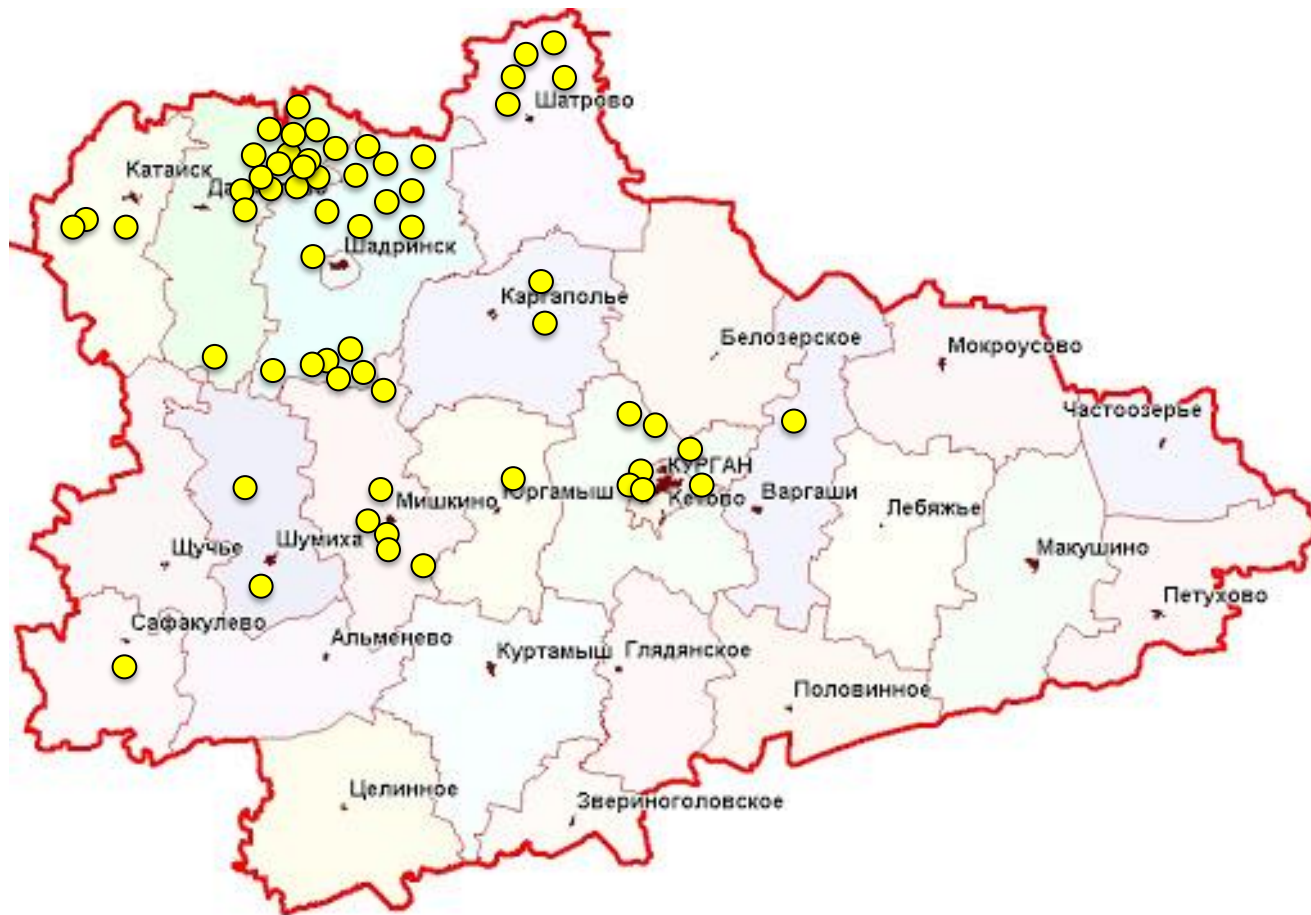 Шатрово
Катайск
Шадринск
Каргаполье
Белозерское
Мокроусово
Частоозерье
КУРГАН
Мишкино
Юргамыш
Кетово
Варгаши
Лебяжье
Щучье
Шумиха
Макушино
Петухово
Сафакулево
Альменево
Куртамыш
Глядянское
Половинное
Целинное
Звериноголовское